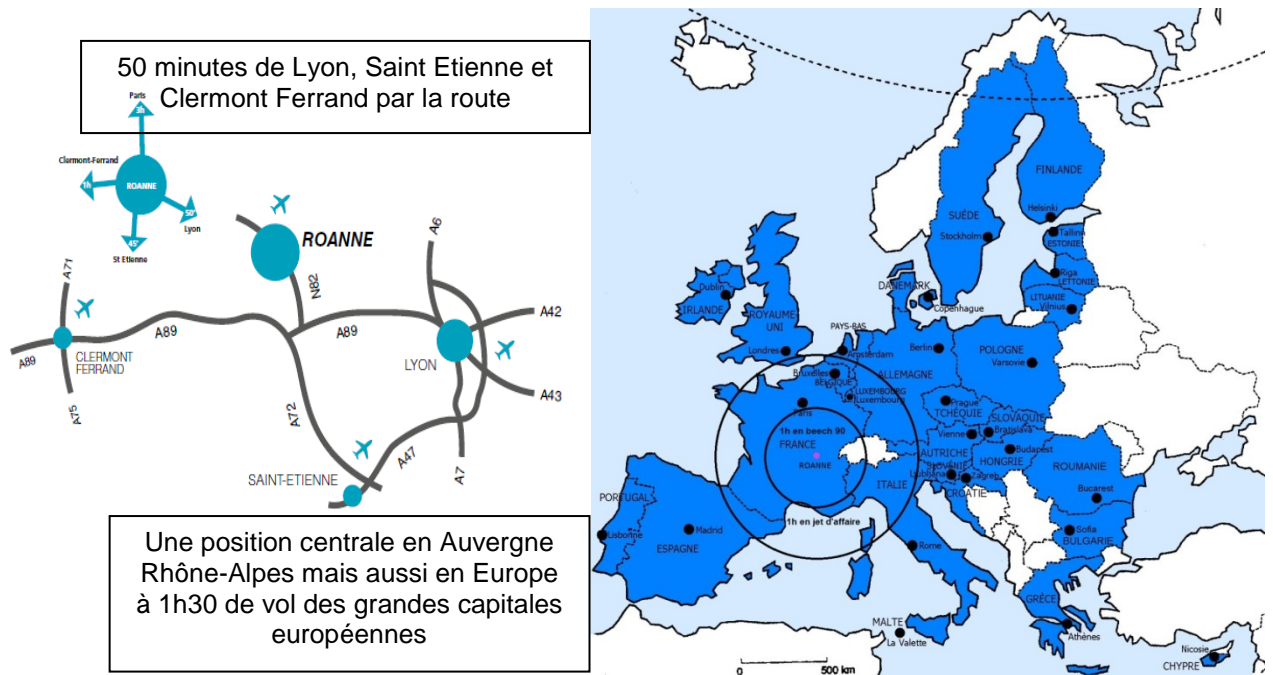 50 minutes de Lyon, Saint Etienne et
Clermont Ferrand par la route
Paris
3h
Clermont-Ferrand
1h
ROANNE
50'
Lyon
45'
St Etienne
ROANNE
A6
A71
N82
A42
A89
A89
A89
CLERMONT
FERRAND
LYON
A75
A72
A43
A47
A7
SAINT-ETIENNE
Une position centrale en Auvergne
Rhône-Alpes mais aussi en Europe
à 1h30 de vol des grandes capitales
européennes
FINLANDE
Helsinki
SUÈDE
Stockholm
Tallinn
ESTONIE
Riga
LETTONIE
LITUANIE
Vilnius
DANEMARK
Copenhague
Dublin
IRLANDE
ROYAUME
UNI
Londres
PAYS-BAS
Amsterdam
Berlin
POLOGNE
Varsovie
ALLEMAGNE
Bruxelles
BELGIQUE
LUXEMBOURG
Luxembourg
Paris
Prague
TCHÉQUIE
SLOVAQUIE
Vienne
Bratislava
1h en beech 90
FRANCE
ROANNE
AUTRICHE
Budapest
HONGRIE
SLOVÉNIE
Ljubljana
Zagreb
CROATIE
ROUMANIE
Bucarest
ITALIE
1h en jet d'affaire
PORTUGAL
Lisbonne
Madrid
ESPAGNE
Rome
Sofia
BULGARIE
GRÈCE
Athènes
MALTE
La Valette
Nicosie
CHYPRE
0
500 km